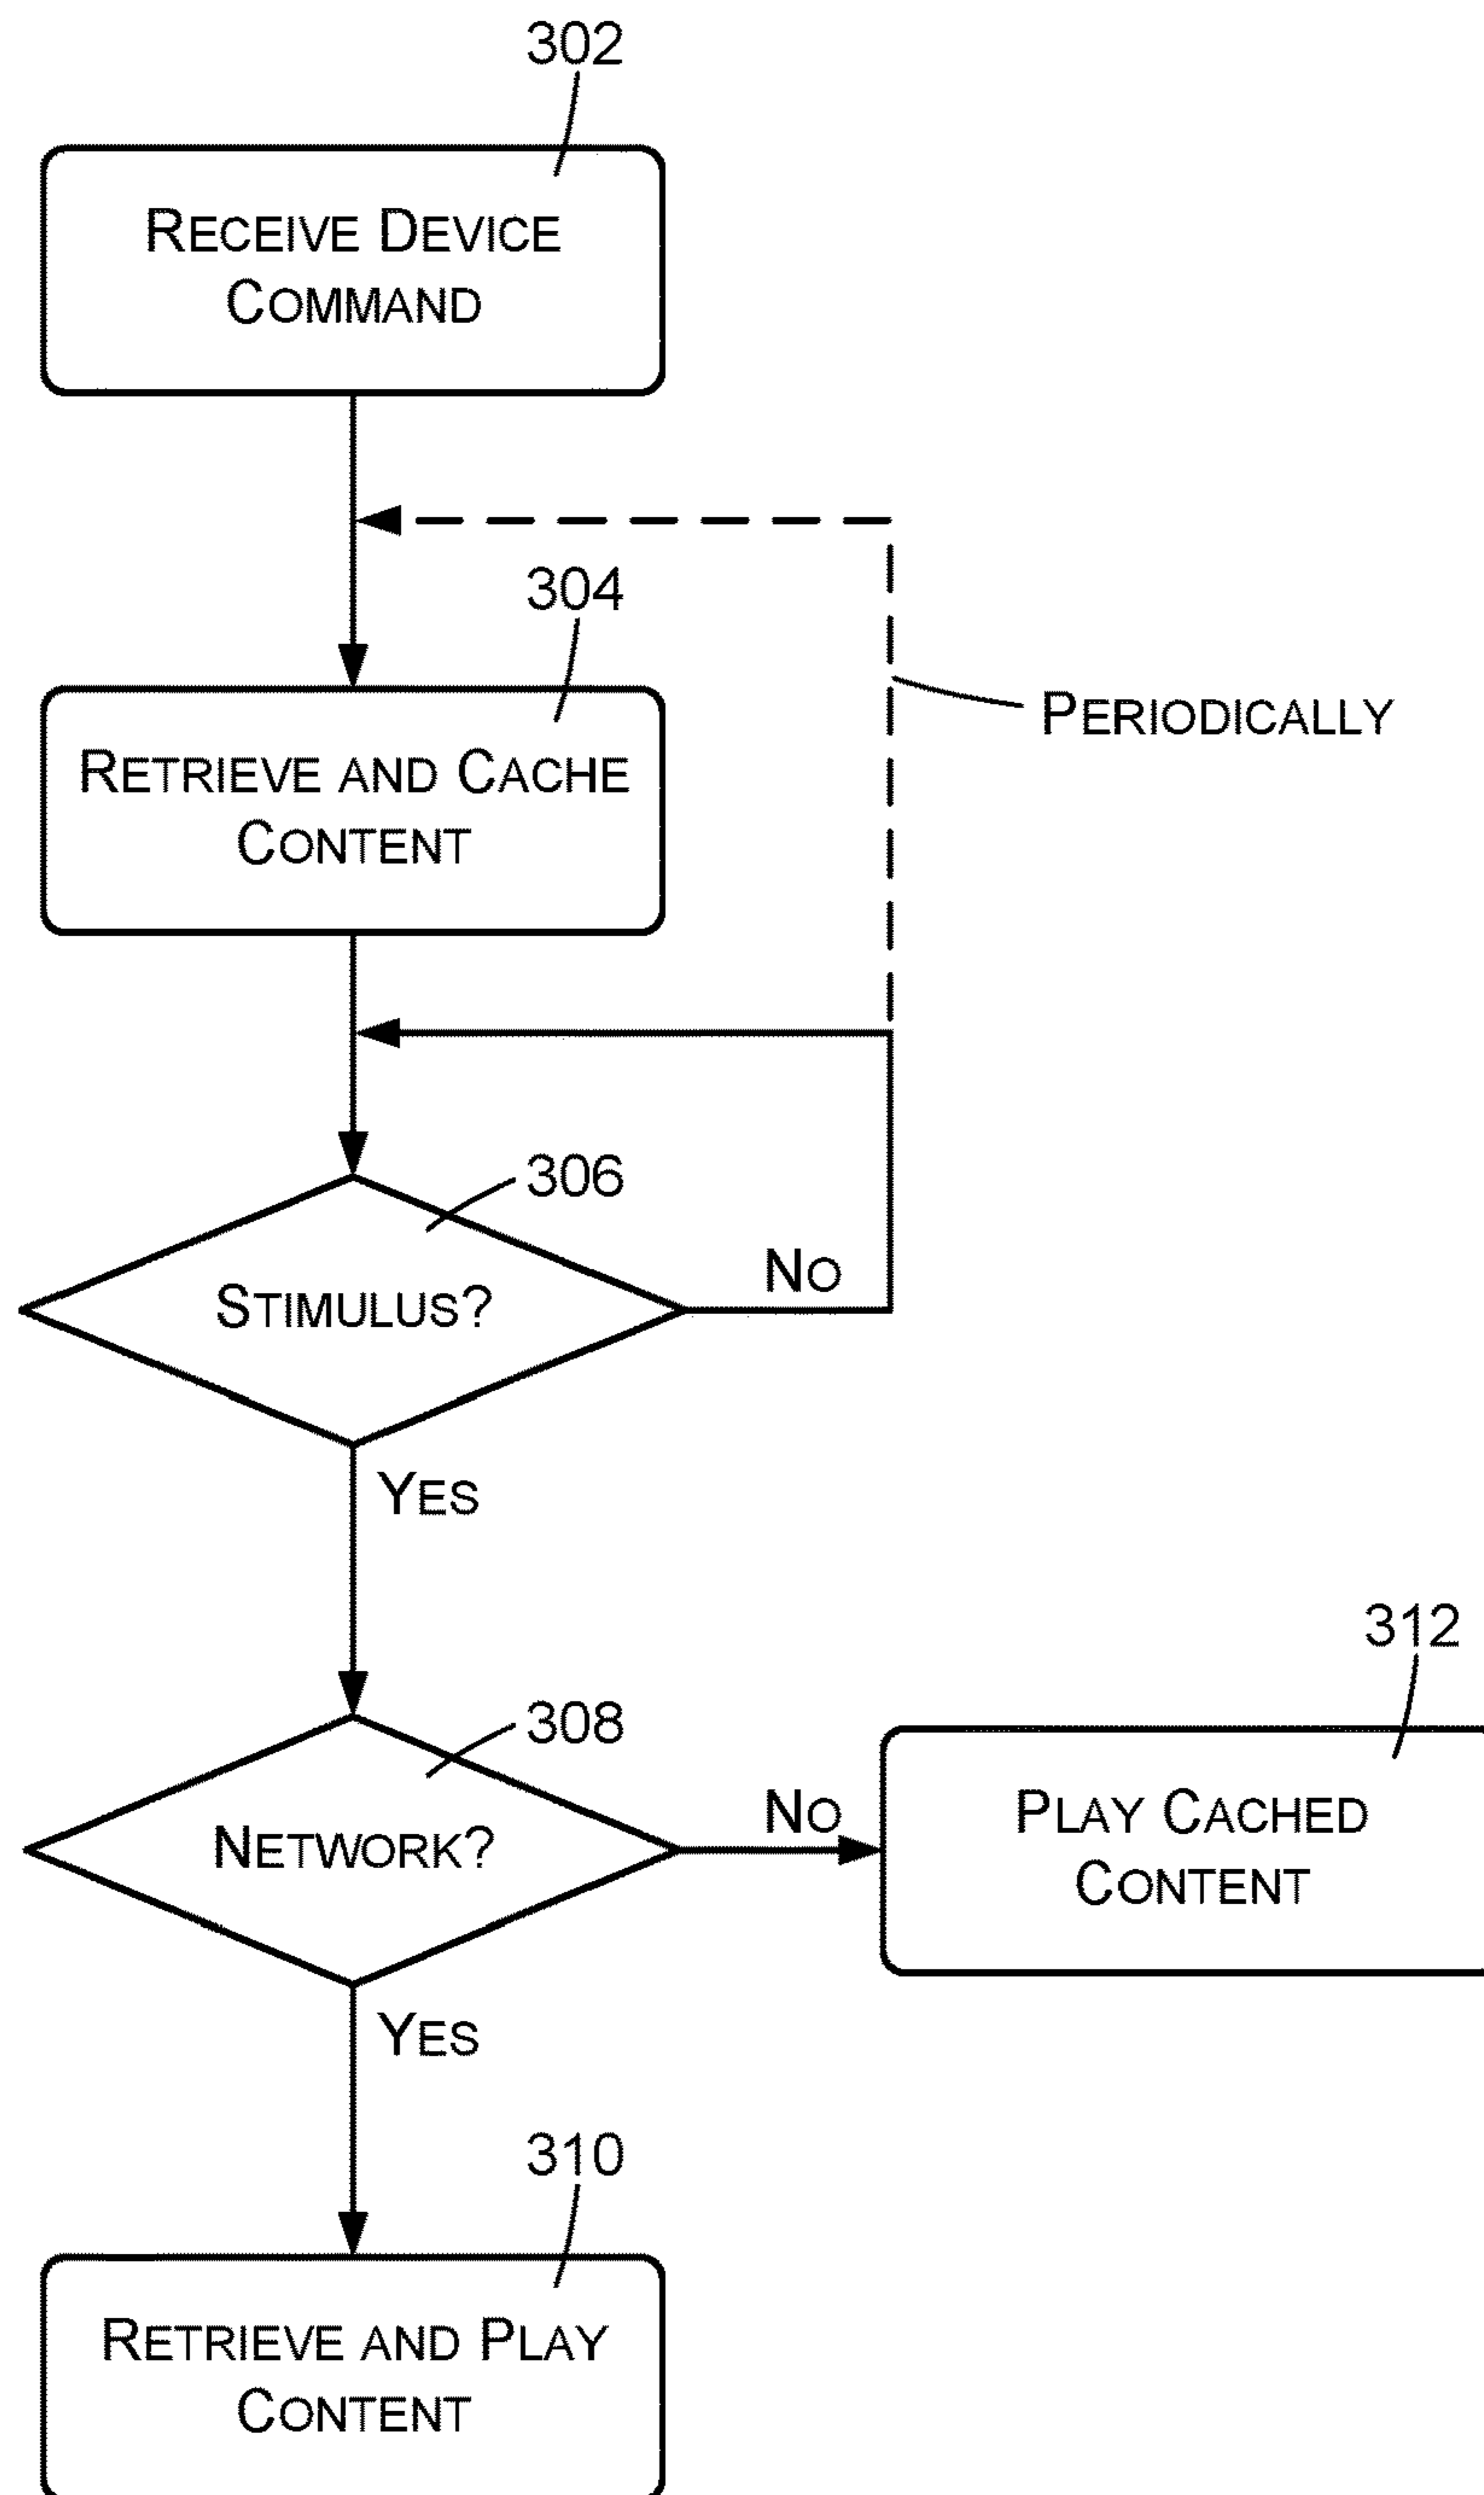 302
RECEIVE DEVICE
COMMAND
304
PERIODICALLY
RETRIEVE AND CACHE
CONTENT
306
NO
STIMULUS?
YES
312
308
NO
PLAY CACHED
CONTENT
NETWORK?
YES
310
RETRIEVE AND PLAY
CONTENT